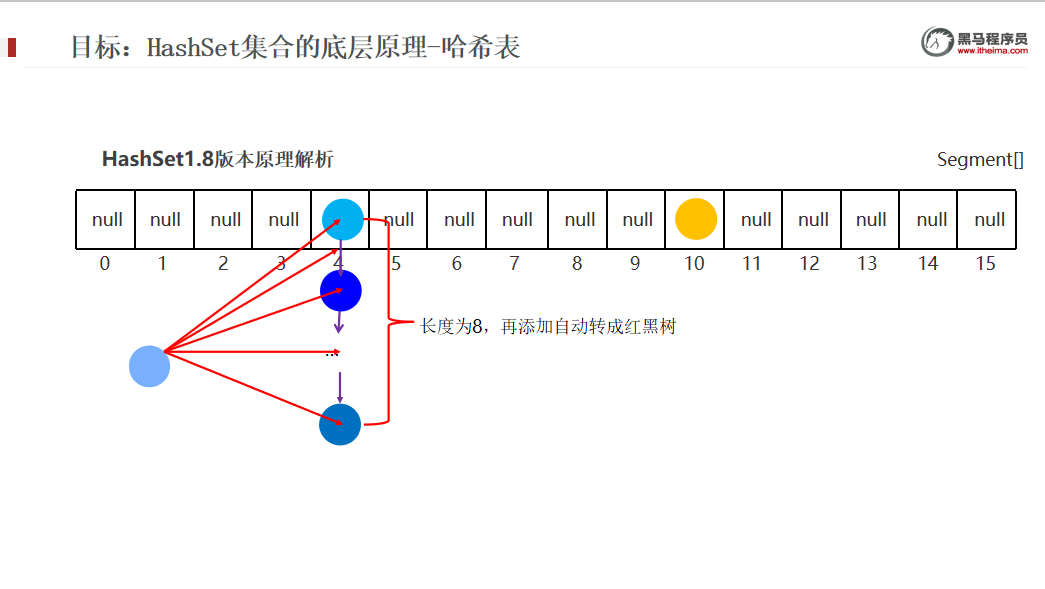 目标：HashSet集合的底层原理-哈希表
黑马程序员
www.itheima.com
HashSet1.8版本原理解析
Segment[]
null null null null null null null null null null null null null null
0 1 2 3 4 5 6 7 8 9 10 11 12 13 14 15
长度为8，再添加自动转成红黑树
...